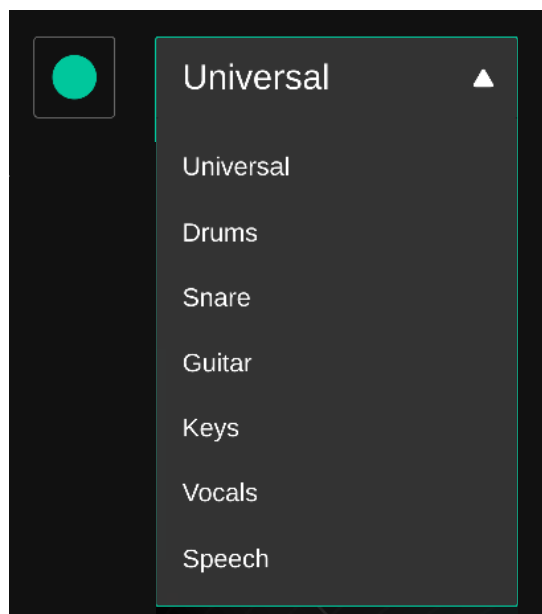 Universal
Universal
Drums
Snare
Guitar
Keys
Vocals
Speech